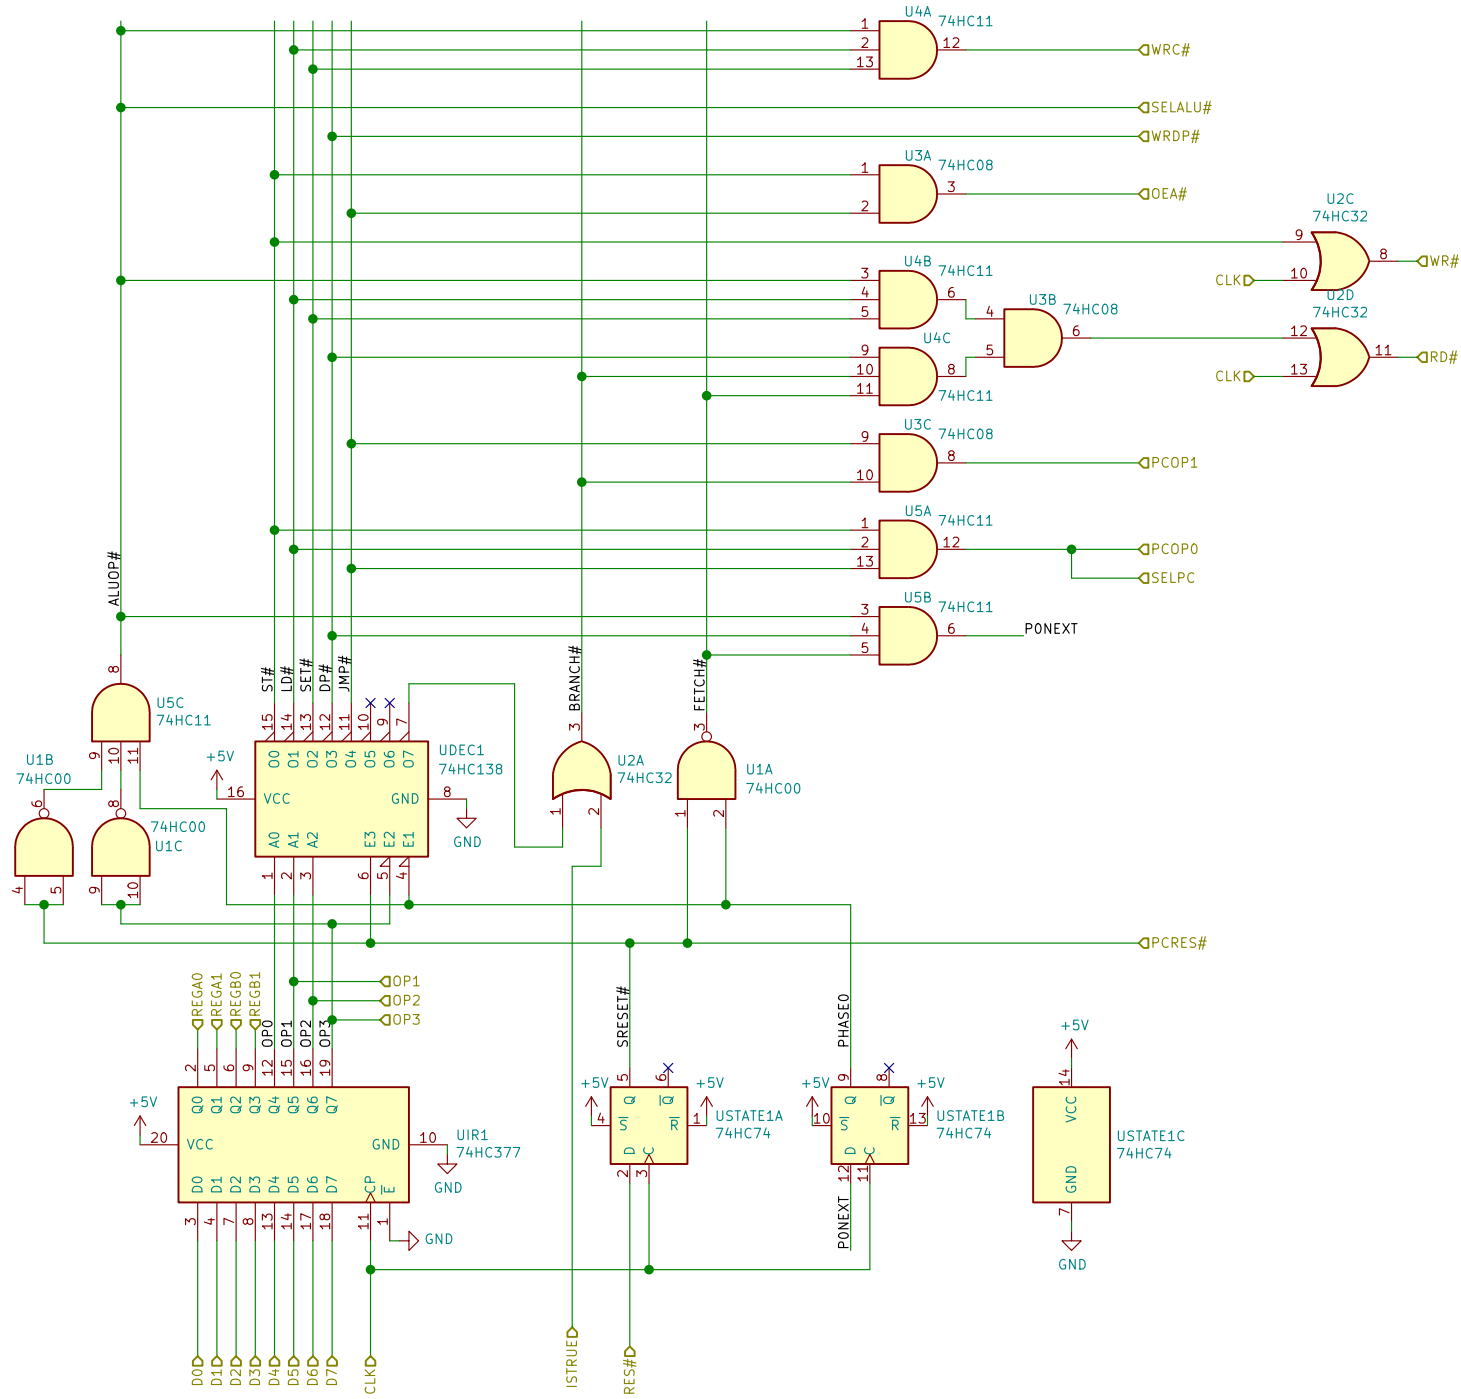 U4A
74HC11
1
2
13
12
WRC#
SELALU#
WRDP#
U3A
74HC08
1
2
3
OEA#
U2C
74HC32
9
10
8
CLK
WR#
U4B
74HC11
3
4
5
6
U3B
74HC08
4
5
6
U2D
74HC32
12
13
11
CLK
RD#
U4C
74HC11
9
10
11
8
U3C
74HC08
9
10
8
PCOP1
U5A
74HC11
1
2
13
12
PCOP0
SELPC
U5B
74HC11
3
4
5
6
P0NEXT
ALUOP#
ST#
LD#
SET#
DP#
JMP#
BRANCH#
FETCH#
8
U5C
74HC11
9
10
11
U1B
74HC00
6
4
5
8
74HC00
U1C
9
10
+5V
15
14
13
12
11
10
9
7
O0
O1
O2
O3
O4
O5
O6
O7
UDEC1
74HC138
16
VCC
GND
8
GND
A0
A1
A2
E3
E2
E1
1
2
3
6
5
4
3
U2A
74HC32
1
2
3
U1A
74HC00
1
2
PCRES#
OP1
OP2
OP3
REGA0
REGA1
REGB0
REGB1
OP0
OP1
OP2
OP3
2
5
6
9
12
15
16
19
Q0
Q1
Q2
Q3
Q4
Q5
Q6
Q7
+5V
20
VCC
GND
10
GND
UIR1
74HC377
D0
D1
D2
D3
D4
D5
D6
D7
CP
E
3
4
7
8
13
14
17
18
11
1
GND
D0
D1
D2
D3
D4
D5
D6
D7
CLK
ISTRUE
RES#
SRESET#
5
6
+5V
+5V
Q
Q
4
S
R
1
D
C
2
3
USTATE1A
74HC74
PHASE0
9
8
+5V
+5V
Q
Q
10
S
R
13
D
C
12
11
USTATE1B
74HC74
P0NEXT
+5V
14
VCC
GND
7
GND
USTATE1C
74HC74